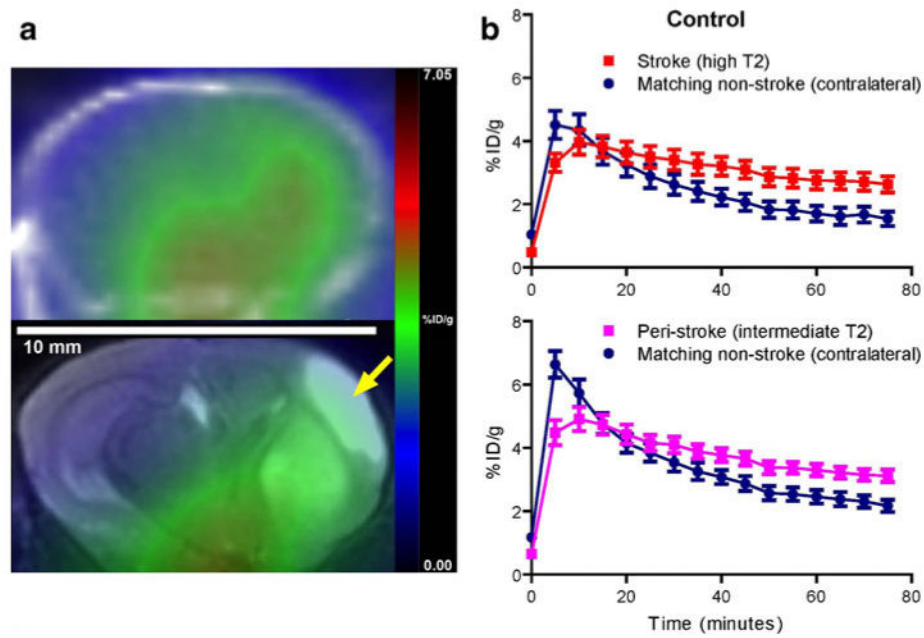 a
7.05
%ID/g
0.00
10 mm
b
Control
Stroke (high T2)
Matching non-stroke (contralateral)
%ID/g
8
6
4
2
0
0
20
40
60
80
Peri-stroke (intermediate T2)
Matching non-stroke (contralateral)
%ID/g
8
6
4
2
0
0
20
40
60
80
Time (minutes)